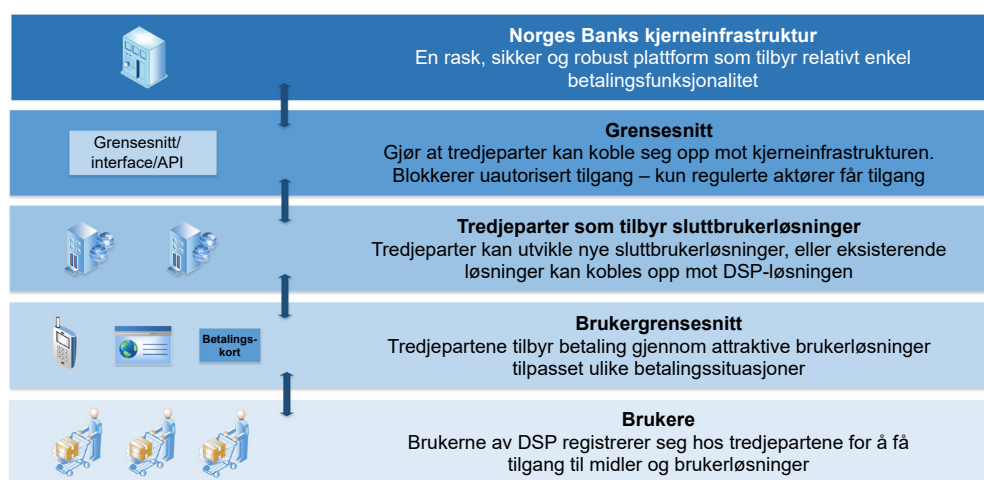 Norges Banks kjerneinfrastruktur
En rask, sikker og robust plattform som tilbyr relativt enkel
betalingsfunksjonalitet
Grensesnitt/
interface/API
Grensesnitt
Gjør at tredjeparter kan koble seg opp mot kjerneinfrastrukturen.
Blokkerer uautorisert tilgang – kun regulerte aktører får tilgang
Tredjeparter som tilbyr sluttbrukerløsninger
Tredjeparter kan utvikle nye sluttbrukerløsninger, eller eksisterende
løsninger kan kobles opp mot DSP-løsningen
Betalings-
kort
Brukergrensesnitt
Tredjepartene tilbyr betaling gjennom attraktive brukerløsninger
tilpasset ulike betalingssituasjoner
Brukere
Brukerne av DSP registrerer seg hos tredjepartene for å få
tilgang til midler og brukerløsninger